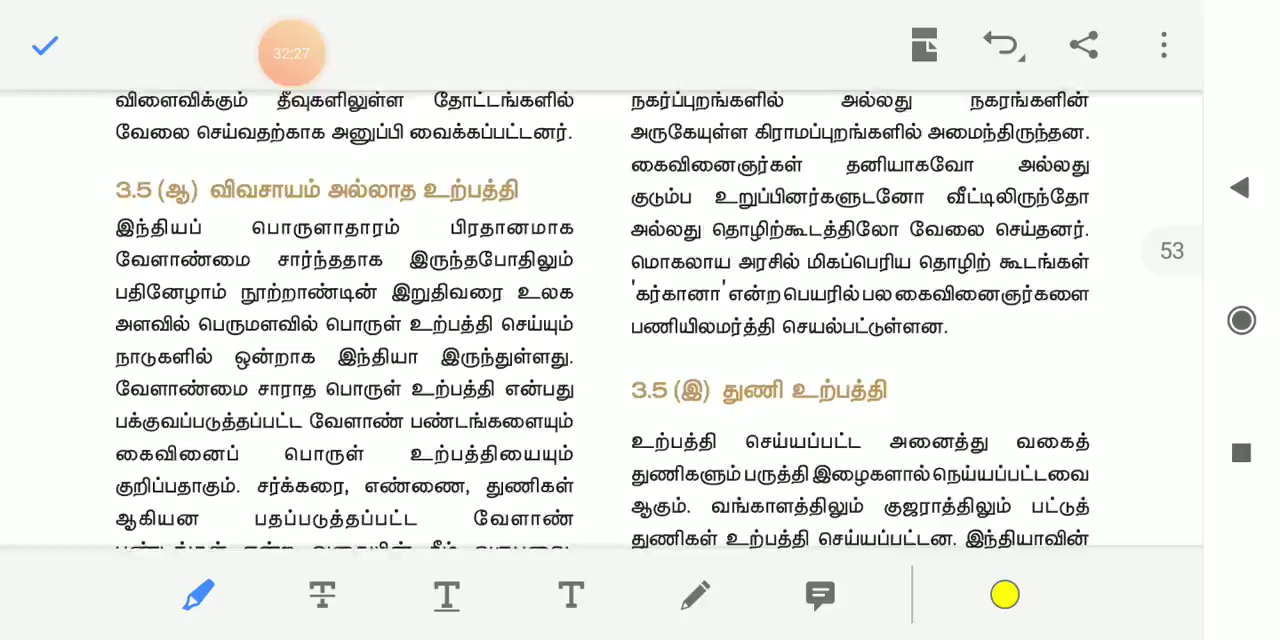 32:27
விளைவிக்கும் தீவுகளிலுள்ள தோட்டங்களில்
வேலை செய்வதற்காக அனுப்பி வைக்கப்பட்டனர்.
3.5 (ஆ) விவசாயம் அல்லாத உற்பத்தி
இந்தியப் பொருளாதாரம் பிரதானமாக
வேளாண்மை சார்ந்ததாக இருந்தபோதிலும்
பதினேழாம் நூற்றாண்டின் இறுதிவரை உலக
அளவில் பெருமளவில் பொருள் உற்பத்தி செய்யும்
நாடுகளில் ஒன்றாக இந்தியா இருந்துள்ளது.
வேளாண்மை சாராத பொருள் உற்பத்தி என்பது
பக்குவப்படுத்தப்பட்ட வேளாண் பண்டங்களையும்
கைவினைப் பொருள் உற்பத்தியையும்
குறிப்பதாகும். சர்க்கரை, எண்ணை, துணிகள்
ஆகியன பதப்படுத்தப்பட்ட வேளாண்
நகர்ப்புறங்களில் அல்லது நகரங்களின்
அருகேயுள்ள கிராமப்புறங்களில் அமைந்திருந்தன.
கைவினைஞர்கள் தனியாகவோ அல்லது
குடும்ப உறுப்பினர்களுடனோ வீட்டிலிருந்தோ
அல்லது தொழிற்கூடத்திலோ வேலை செய்தனர்.
மொகலாய அரசில் மிகப்பெரிய தொழிற் கூடங்கள்
'கர்கானா' என்ற பெயரில் பல கைவினைஞர்களை
பணியிலமர்த்தி செயல்பட்டுள்ளன.
3.5 (இ) துணி உற்பத்தி
உற்பத்தி செய்யப்பட்ட அனைத்து வகைத்
துணிகளும் பருத்தி இழைகளால் நெய்யப்பட்டவை
ஆகும். வங்காளத்திலும் குஜராத்திலும் பட்டுத்
துணிகள் உற்பத்தி செய்யப்பட்டன. இந்தியாவின்
53